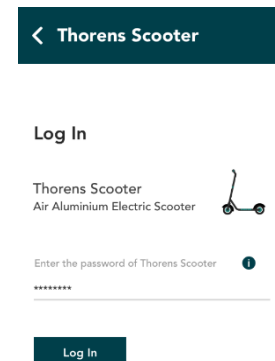 Thorens Scooter
Log In
Thorens Scooter
Air Aluminium Electric Scooter
Enter the password of Thorens Scooter
********
Log In